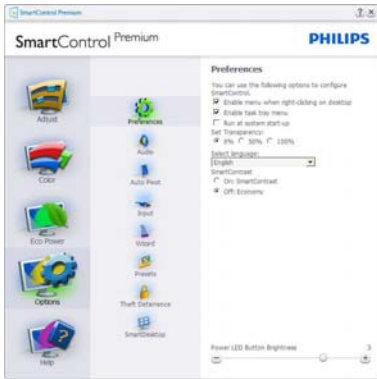 SmartControl Premium
SmartControl Premium
PHILIPS
Adjust
Color
Eco Power
Options
Help
Preferences
Audio
Auto Pivot
Input
Wizard
Presets
Theft Deterrence
SmartDesktop
Preferences
You can use the following options to configure
SmartControl.
Enable menu when right-clicking on desktop
Enable task tray menu
Run at system start-up
Set Transparency:
0% 50% 100%
Select language:
English
SmartContrast
On: SmartContrast
Off: Economy
Power LED Button Brightness 3